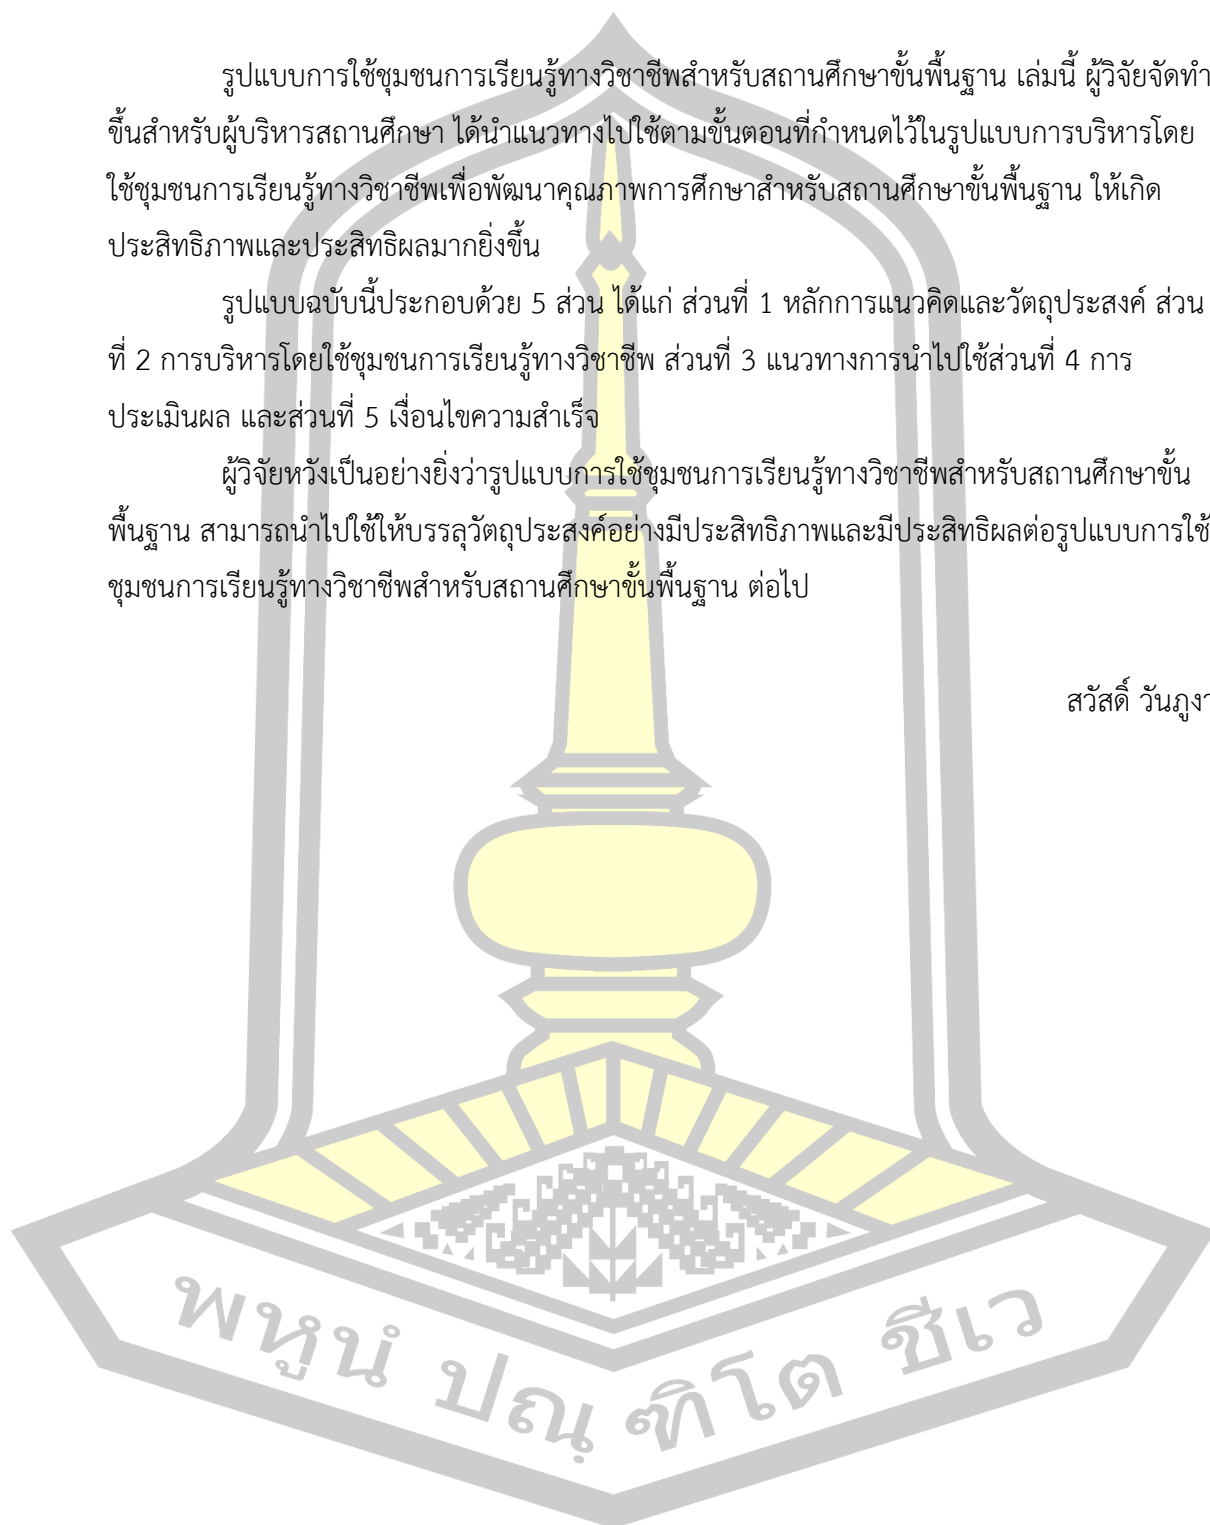 รูปแบบการใช้ชุมชนการเรียนรู้ทางวิชาชีพสำหรับสถานศึกษาขั้นพื้นฐาน เล่มนี้ ผู้วิจัยจัดทำ
ขึ้นสำหรับผู้บริหารสถานศึกษา ได้นำแนวทางไปใช้ตามขั้นตอนที่กำหนดไว้ในรูปแบบการบริหารโดย
ใช้ชุมชนการเรียนรู้ทางวิชาชีพเพื่อพัฒนาคุณภาพการศึกษาสำหรับสถานศึกษาขั้นพื้นฐาน ให้เกิด
ประสิทธิภาพและประสิทธิผลมากยิ่งขึ้น
รูปแบบฉบับนี้ประกอบด้วย 5 ส่วน ได้แก่ ส่วนที่ 1 หลักการแนวคิดและวัตถุประสงค์ ส่วน
ที่ 2 การบริหารโดยใช้ชุมชนการเรียนรู้ทางวิชาชีพ ส่วนที่ 3 แนวทางการนำไปใช้ส่วนที่ 4 การ
ประเมินผล และส่วนที่ 5 เงื่อนไขความสำเร็จ
ผู้วิจัยหวังเป็นอย่างยิ่งว่ารูปแบบการใช้ชุมชนการเรียนรู้ทางวิชาชีพสำหรับสถานศึกษาขั้น
พื้นฐาน สามารถนำไปใช้ให้บรรลุวัตถุประสงค์อย่างมีประสิทธิภาพและมีประสิทธิผลต่อรูปแบบการใช้
ชุมชนการเรียนรู้ทางวิชาชีพสำหรับสถานศึกษาขั้นพื้นฐาน ต่อไป
สวัสดิ์
พหูนํ ปณฺฑิโต ชีเว